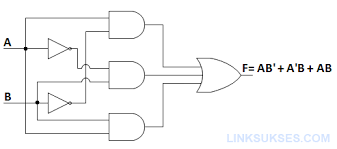 A
F= AB' + A'B + AB
B
LINKSUKSES.COM